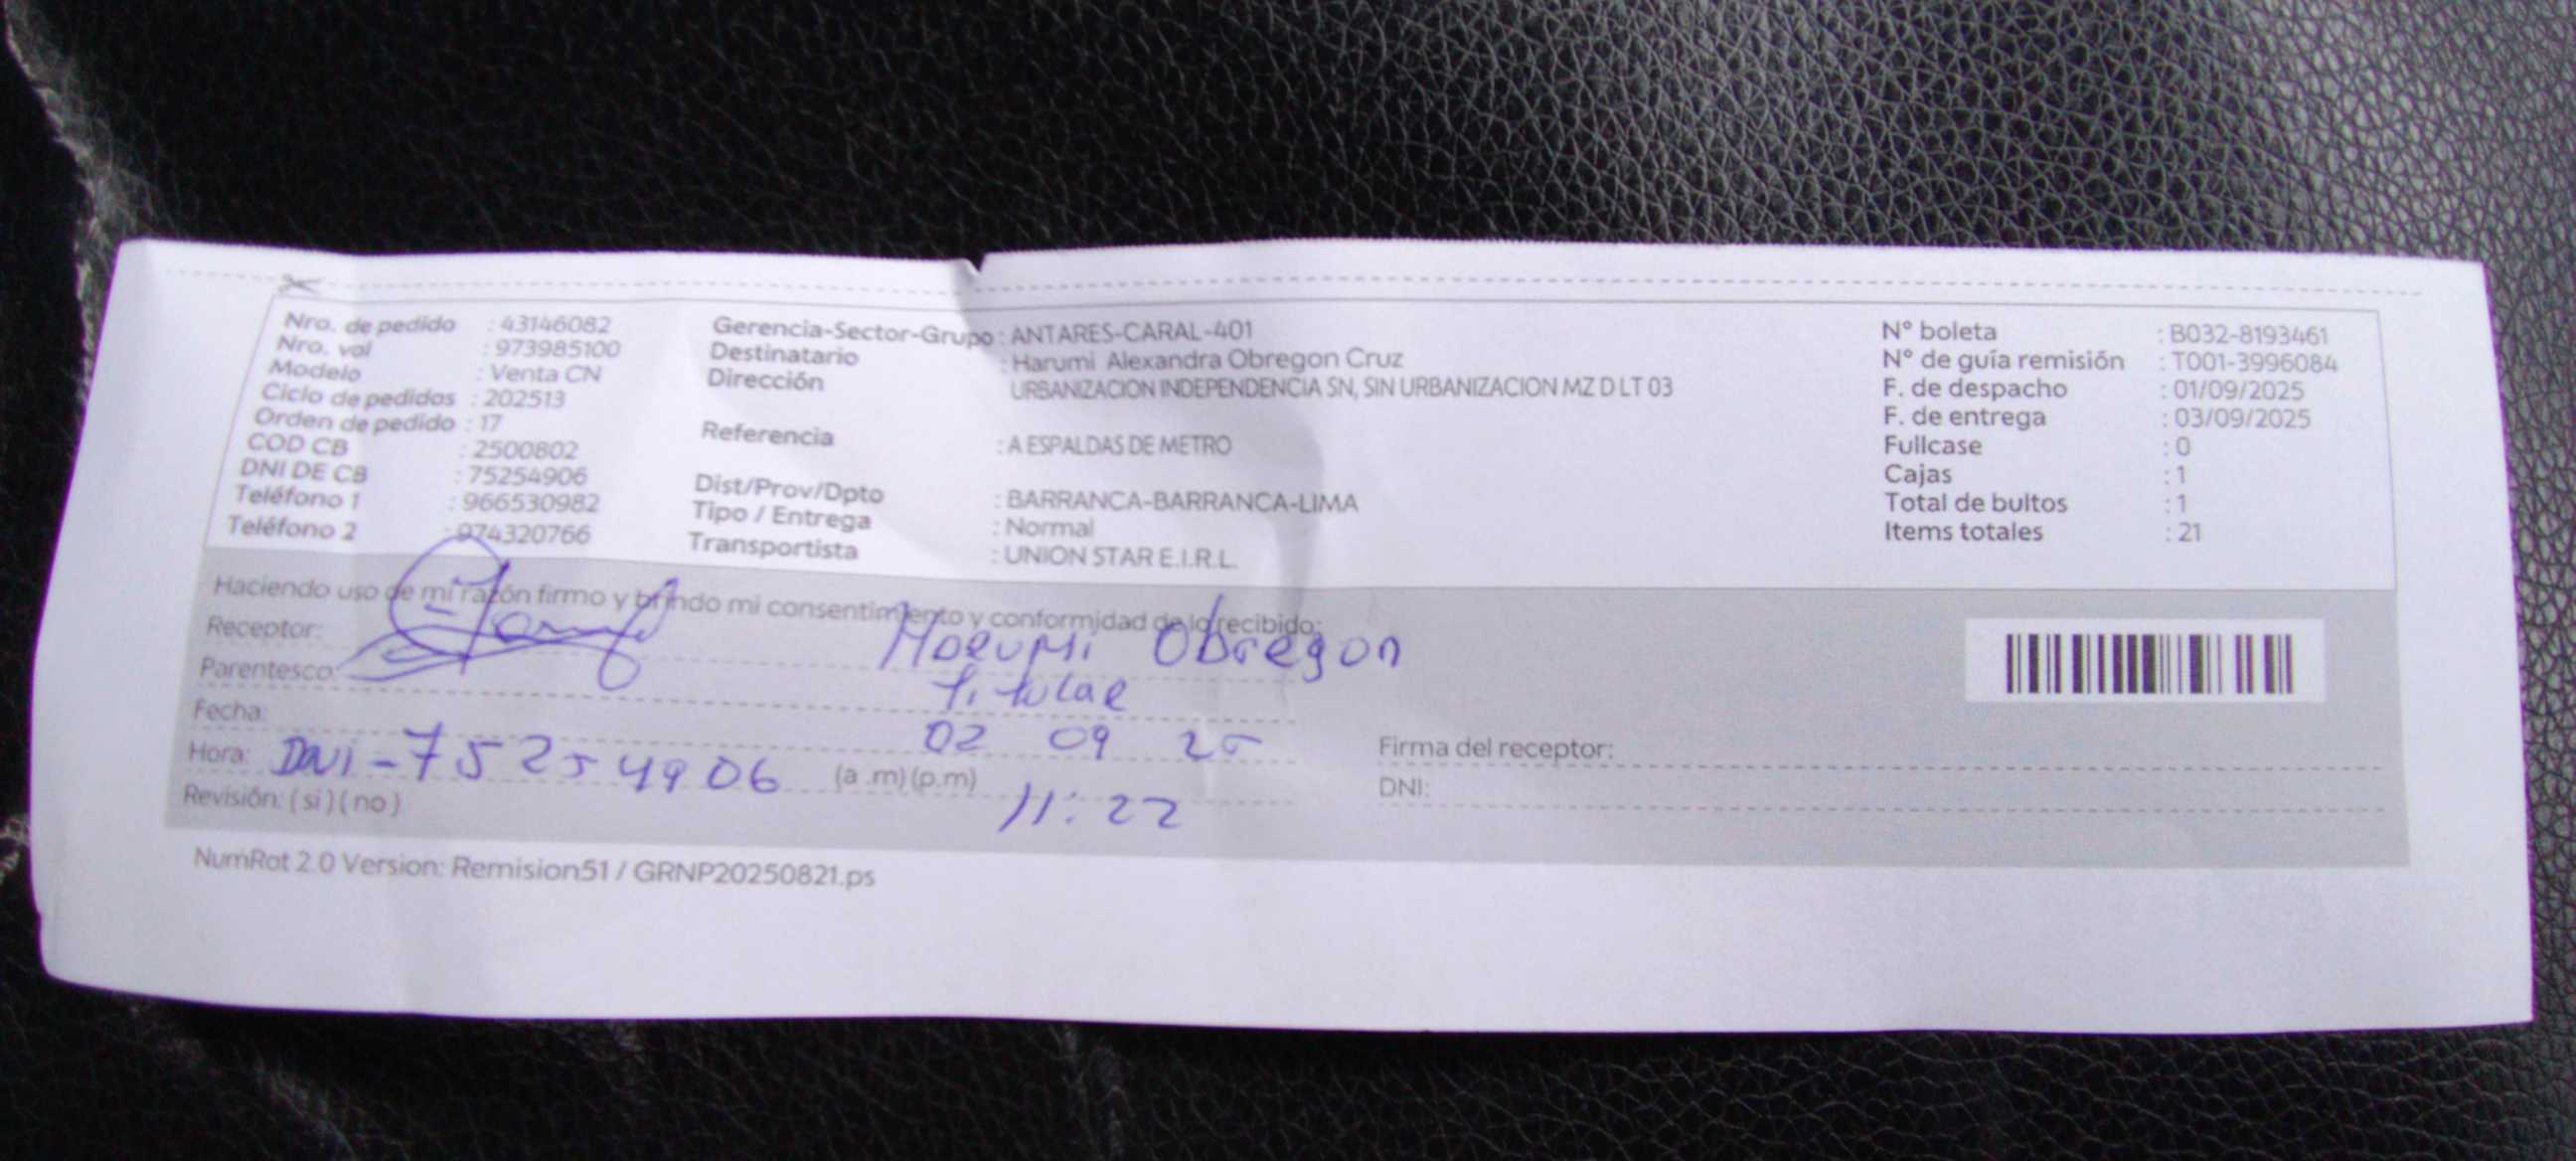 Nro. de pedido : 43146082
Nro. vol : 973985100
Modelo : Venta CN
Ciclo de pedidos : 202513
Orden de pedido : 17
COD CB : 2500802
DNI DE CB : 75254906
Teléfono 1 : 966530982
Teléfono 2 : 974320766
Gerencia-Sector-Grupo : ANTARES-CARAL-401
Destinatario : Harumi Alexandra Obregon Cruz
Dirección URBANIZACION INDEPENDENCIA SN, SIN URBANIZACION MZ D LT 03
Referencia : A ESPALDAS DE METRO
Dist/Prov/Dpto : BARRANCA-BARRANCA-LIMA
Tipo / Entrega : Normal
Transportista : UNION STAR E.I.R.L.
N° boleta : B032-8193461
N° de guía remisión : T001-3996084
F. de despacho : 01/09/2025
F. de entrega : 03/09/2025
Fullcase : 0
Cajas : 1
Total de bultos : 1
Items totales : 21
Haciendo uso de mi razón firmo y brindo mi consentimiento y conformidad de lo recibido:
Receptor: Harumi Obregon
Parentesco: Titular
Fecha: 02 09 25
Hora: DNI - 75254906 (a .m) (p.m) 11:22
Revisión: ( si ) ( no )
Firma del receptor:
DNI:
NumRot 2.0 Version: Remision51 / GRNP20250821.ps